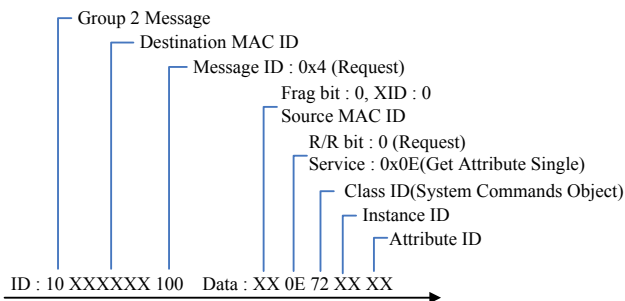 Group 2 Message
Destination MAC ID
Message ID : 0x4 (Request)
Frag bit : 0, XID : 0
Source MAC ID
R/R bit : 0 (Request)
Service : 0x0E(Get Attribute Single)
Class ID(System Commands Object)
Instance ID
Attribute ID
ID : 10 XXXXXX 100 Data : XX 0E 72 XX XX